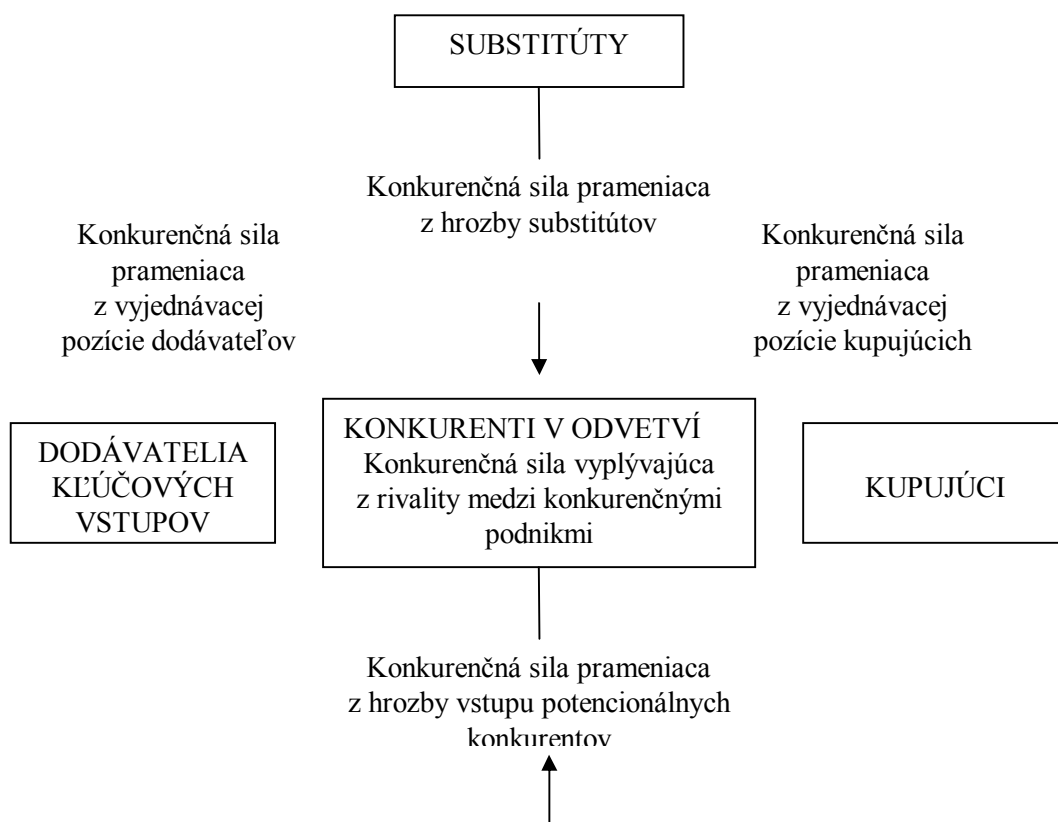 SUBSTITÚTY
Konkurenčná sila prameniaca
z hrozby substitútov
Konkurenčná sila
prameniaca
z vyjednávacej
pozície dodávateľov
Konkurenčná sila
prameniaca
z vyjednávacej
pozície kupujúcich
DODÁVATELIA
KĽÚČOVÝCH
VSTUPOV
KONKURENTI V ODVETVÍ
Konkurenčná sila vyplývajúca
z rivality medzi konkurenčnými
podnikmi
KUPUJÚCI
Konkurenčná sila prameniaca
z hrozby vstupu potencionálnych
konkurentov